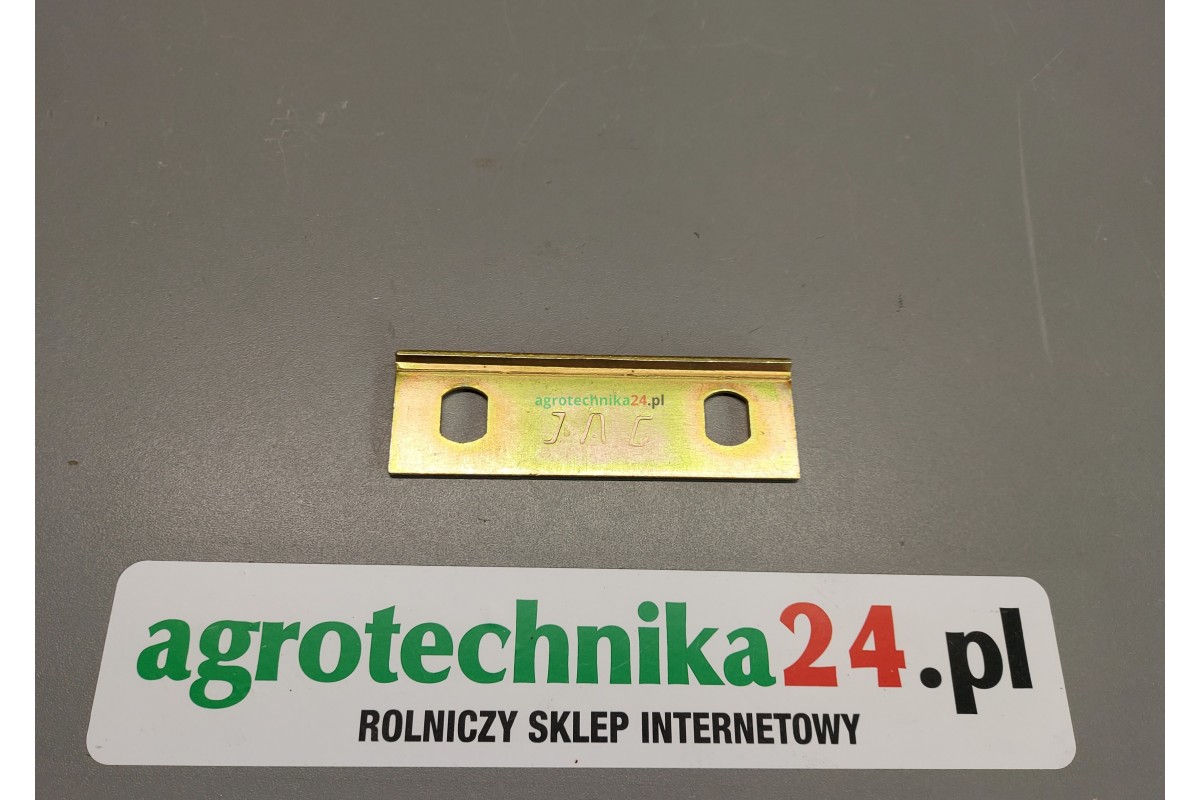 agrotechnika24.pl
JAC
agrotechnika24.pl
ROLNICZY SKLEP INTERNETOWY